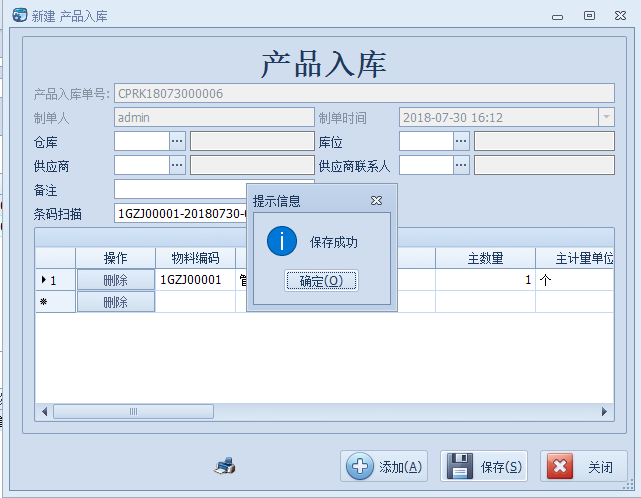 新建 产品入库
产品入库
产品入库单号: CPRK18073000006
制单人 admin 制单时间 2018-07-30 16:12
仓库 ... 库位 ...
供应商 ... 供应商联系人 ...
备注
条码扫描 1GZJ00001-20180730-
提示信息
保存成功
确定(O)
操作 物料编码 主数量 主计量单位
1 删除 1GZJ00001 1 个
* 删除
添加(A) 保存(S) 关闭